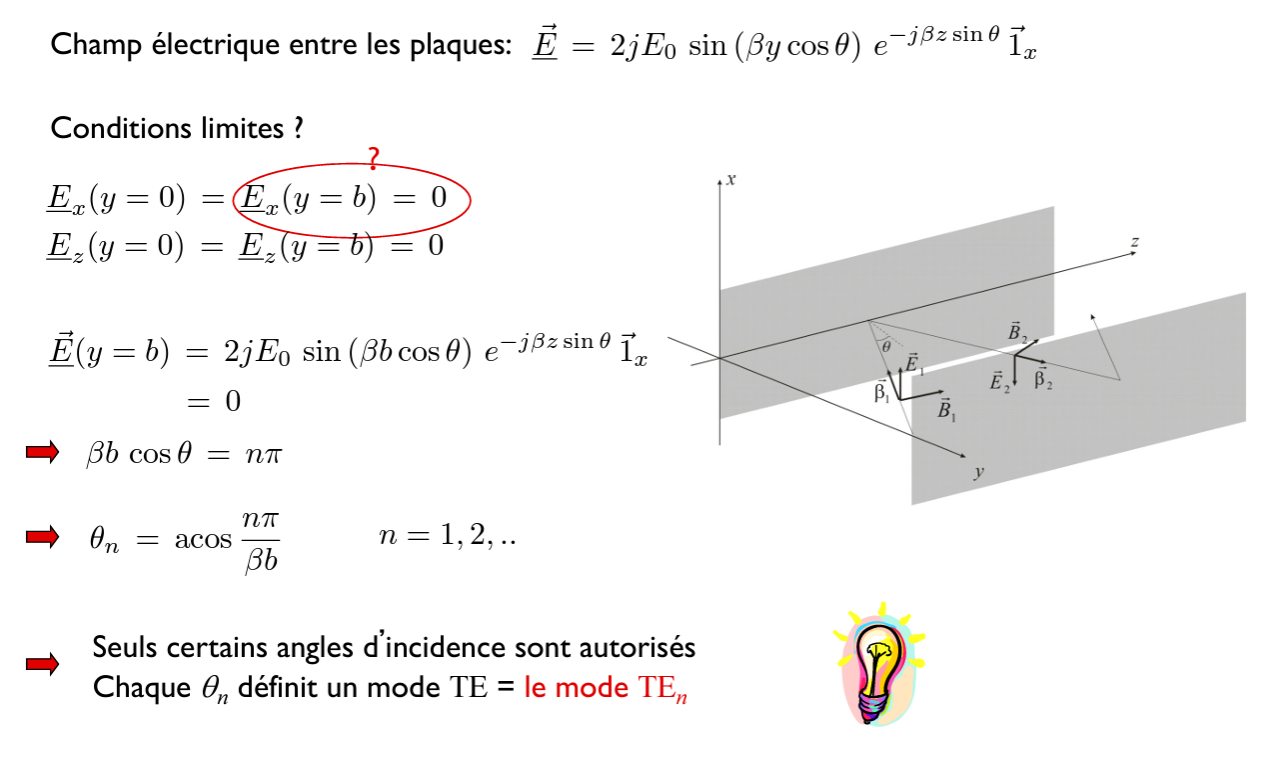 Champ électrique entre les plaques: $\underline{\vec{E}} = 2jE_0 \sin(\beta y \cos\theta) \, e^{-j\beta z \sin\theta} \, \vec{1}_x$
Conditions limites ?
?
$\underline{E}_x(y = 0) = \underline{E}_x(y = b) = 0$
$\underline{E}_z(y = 0) = \underline{E}_z(y = b) = 0$
$\underline{\vec{E}}(y = b) = 2jE_0 \sin(\beta b \cos\theta) \, e^{-j\beta z \sin\theta} \, \vec{1}_x$
$= 0$
$\beta b \cos\theta = n\pi$
$\theta_n = \mathrm{acos} \, \frac{n\pi}{\beta b}$ $n = 1, 2, ..$
Seuls certains angles d'incidence sont autorisés
Chaque $\theta_n$ définit un mode TE = le mode TE$_n$
x
z
θ
$\vec{E}_1$
$\vec{\beta}_1$
$\vec{B}_1$
$\vec{B}_2$
$\vec{E}_2$
$\vec{\beta}_2$
y